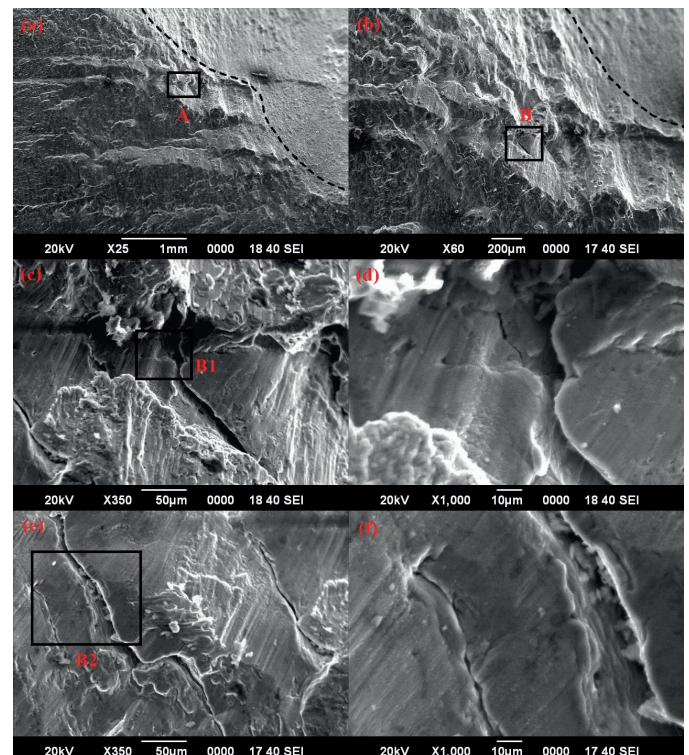 (a)
A
20kV X25 1mm 0000 18 40 SEI
(b)
B
20kV X60 200µm 0000 17 40 SEI
(c)
B1
20kV X350 50µm 0000 18 40 SEI
(d)
20kV X1,000 10µm 0000 18 40 SEI
(e)
B2
20kV X350 50µm 0000 17 40 SEI
(f)
20kV X1,000 10µm 0000 17 40 SEI